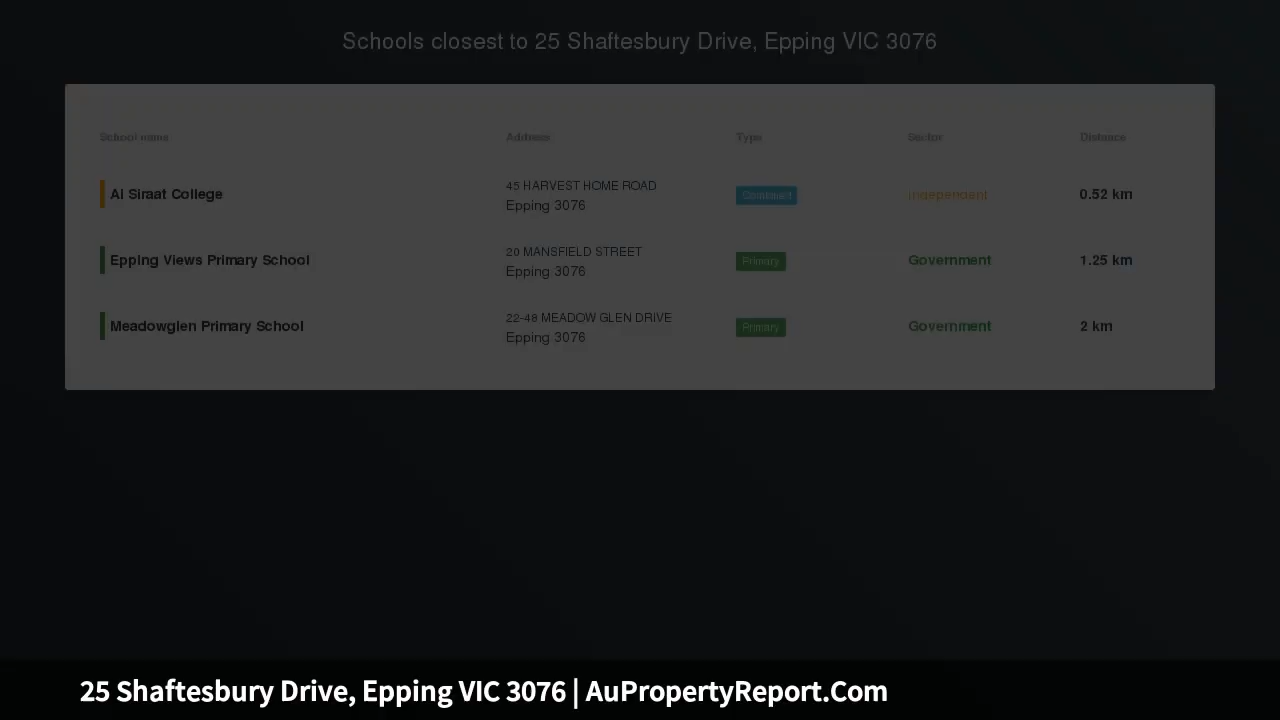 Schools closest to 25 Shaftesbury Drive, Epping VIC 3076
School name Address Type Sector Distance
Al Siraat College 45 HARVEST HOME ROAD Epping 3076 Combined Independent 0.52 km
Epping Views Primary School 20 MANSFIELD STREET Epping 3076 Primary Government 1.25 km
Meadowglen Primary School 22-48 MEADOW GLEN DRIVE Epping 3076 Primary Government 2 km
25 Shaftesbury Drive, Epping VIC 3076 | AuPropertyReport.Com